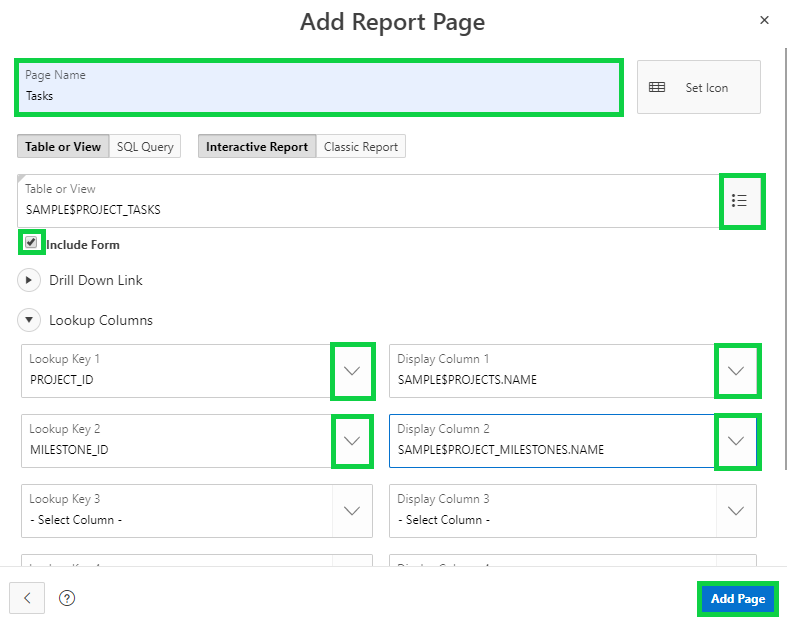 Add Report Page
Page Name
Tasks
Set Icon
Table or View
SQL Query
Interactive Report
Classic Report
Table or View
SAMPLE$PROJECT_TASKS
Include Form
Drill Down Link
Lookup Columns
Lookup Key 1
PROJECT_ID
Display Column 1
SAMPLE$PROJECTS.NAME
Lookup Key 2
MILESTONE_ID
Display Column 2
SAMPLE$PROJECT_MILESTONES.NAME
Lookup Key 3
- Select Column -
Display Column 3
- Select Column -
Add Page